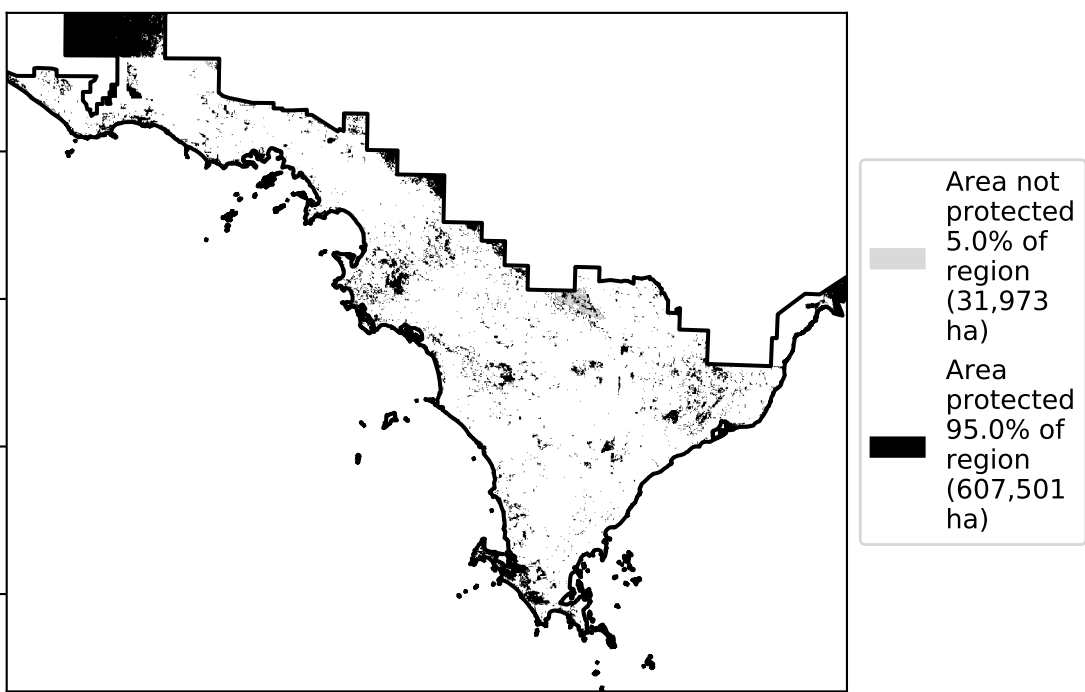 Area not
protected
5.0% of
region
(31,973
ha)
Area
protected
95.0% of
region
(607,501
ha)